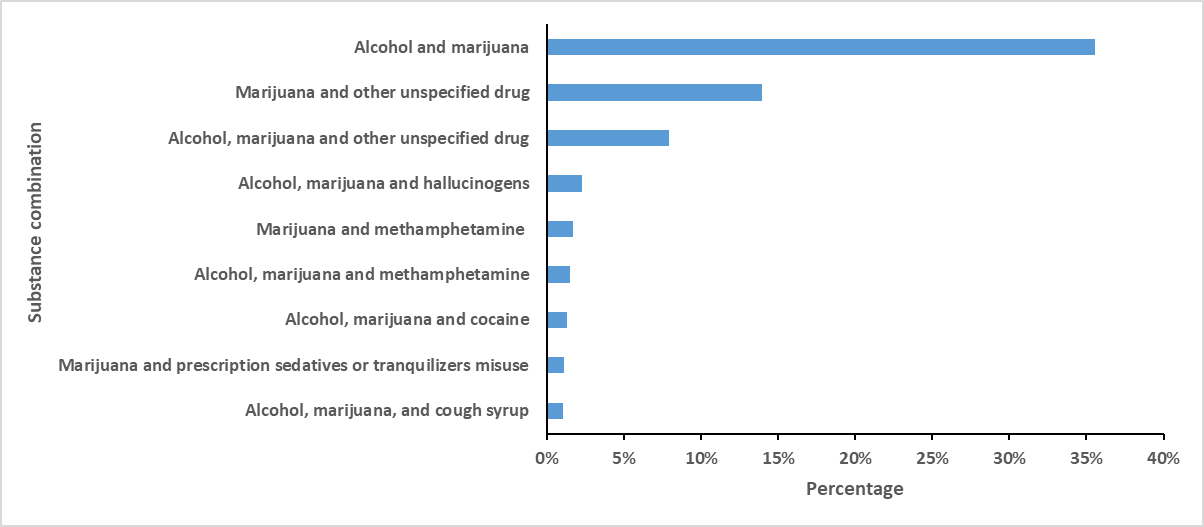 Substance combination
Alcohol and marijuana
Marijuana and other unspecified drug
Alcohol, marijuana and other unspecified drug
Alcohol, marijuana and hallucinogens
Marijuana and methamphetamine
Alcohol, marijuana and methamphetamine
Alcohol, marijuana and cocaine
Marijuana and prescription sedatives or tranquilizers misuse
Alcohol, marijuana, and cough syrup
0% 5% 10% 15% 20% 25% 30% 35% 40%
Percentage